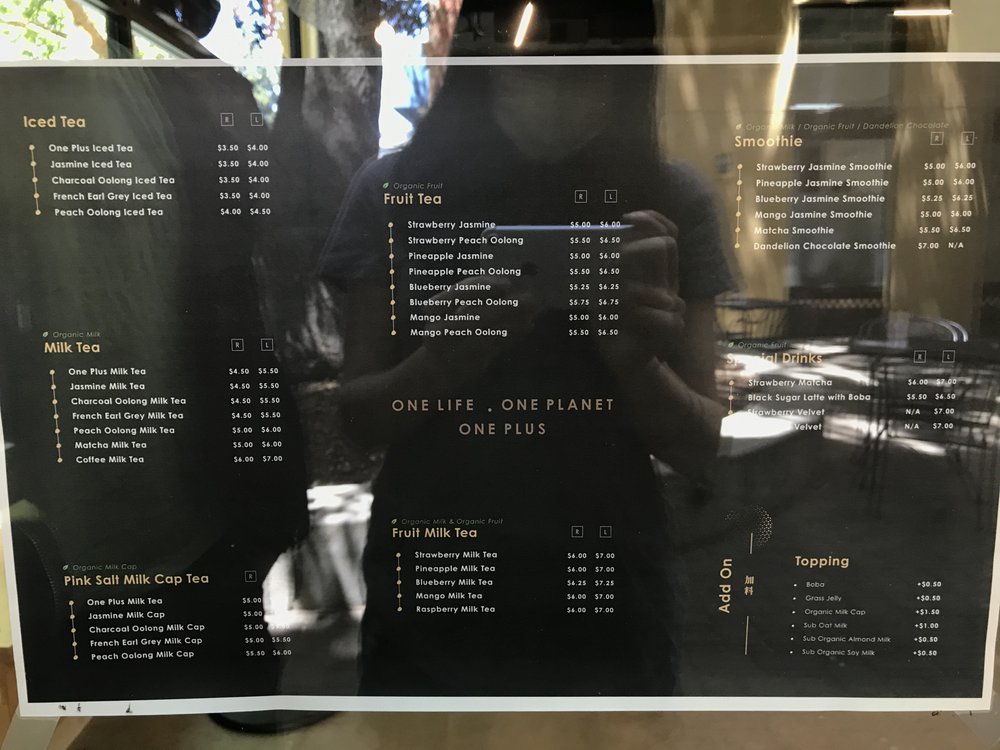 Iced Tea R L
One Plus Iced Tea $3.50 $4.00
Jasmine Iced Tea $3.50 $4.00
Charcoal Oolong Iced Tea $3.50 $4.00
French Earl Grey Iced Tea $3.50 $4.00
Peach Oolong Iced Tea $4.00 $4.50
Organic Milk
Milk Tea R L
One Plus Milk Tea $4.50 $5.50
Jasmine Milk Tea $4.50 $5.50
Charcoal Oolong Milk Tea $4.50 $5.50
French Earl Grey Milk Tea $4.50 $5.50
Peach Oolong Milk Tea $5.00 $6.00
Matcha Milk Tea $5.00 $6.00
Coffee Milk Tea $6.00 $7.00
Organic Milk Cap
Pink Salt Milk Cap Tea R
One Plus Milk Tea $5.00
Jasmine Milk Cap $5.00
Charcoal Oolong Milk Cap $5.00
French Earl Grey Milk Cap $5.00 $5.50
Peach Oolong Milk Cap $5.50 $6.00
Organic Fruit
Fruit Tea R L
Strawberry Jasmine $5.00 $6.00
Strawberry Peach Oolong $5.50 $6.50
Pineapple Jasmine $5.00 $6.00
Pineapple Peach Oolong $5.50 $6.50
Blueberry Jasmine $5.25 $6.25
Blueberry Peach Oolong $5.75 $6.75
Mango Jasmine $5.00 $6.00
Mango Peach Oolong $5.50 $6.50
ONE LIFE . ONE PLANET
ONE PLUS
Organic Milk & Organic Fruit
Fruit Milk Tea R L
Strawberry Milk Tea $6.00 $7.00
Pineapple Milk Tea $6.00 $7.00
Blueberry Milk Tea $6.25 $7.25
Mango Milk Tea $6.00 $7.00
Raspberry Milk Tea $6.00 $7.00
Organic Milk / Organic Fruit / Dandelion Chocolate
Smoothie R L
Strawberry Jasmine Smoothie $5.00 $6.00
Pineapple Jasmine Smoothie $5.00 $6.00
Blueberry Jasmine Smoothie $5.25 $6.25
Mango Jasmine Smoothie $5.00 $6.00
Matcha Smoothie $5.50 $6.50
Dandelion Chocolate Smoothie $7.00 N/A
Organic Fruit
Special Drinks R L
Strawberry Matcha $6.00 $7.00
Black Sugar Latte with Boba $5.50 $6.50
Strawberry Velvet N/A $7.00
Velvet N/A $7.00
Add On
加料
Topping
Boba +$0.50
Grass Jelly +$0.50
Organic Milk Cap +$1.50
Sub Oat Milk +$1.00
Sub Organic Almond Milk +$0.50
Sub Organic Soy Milk +$0.50